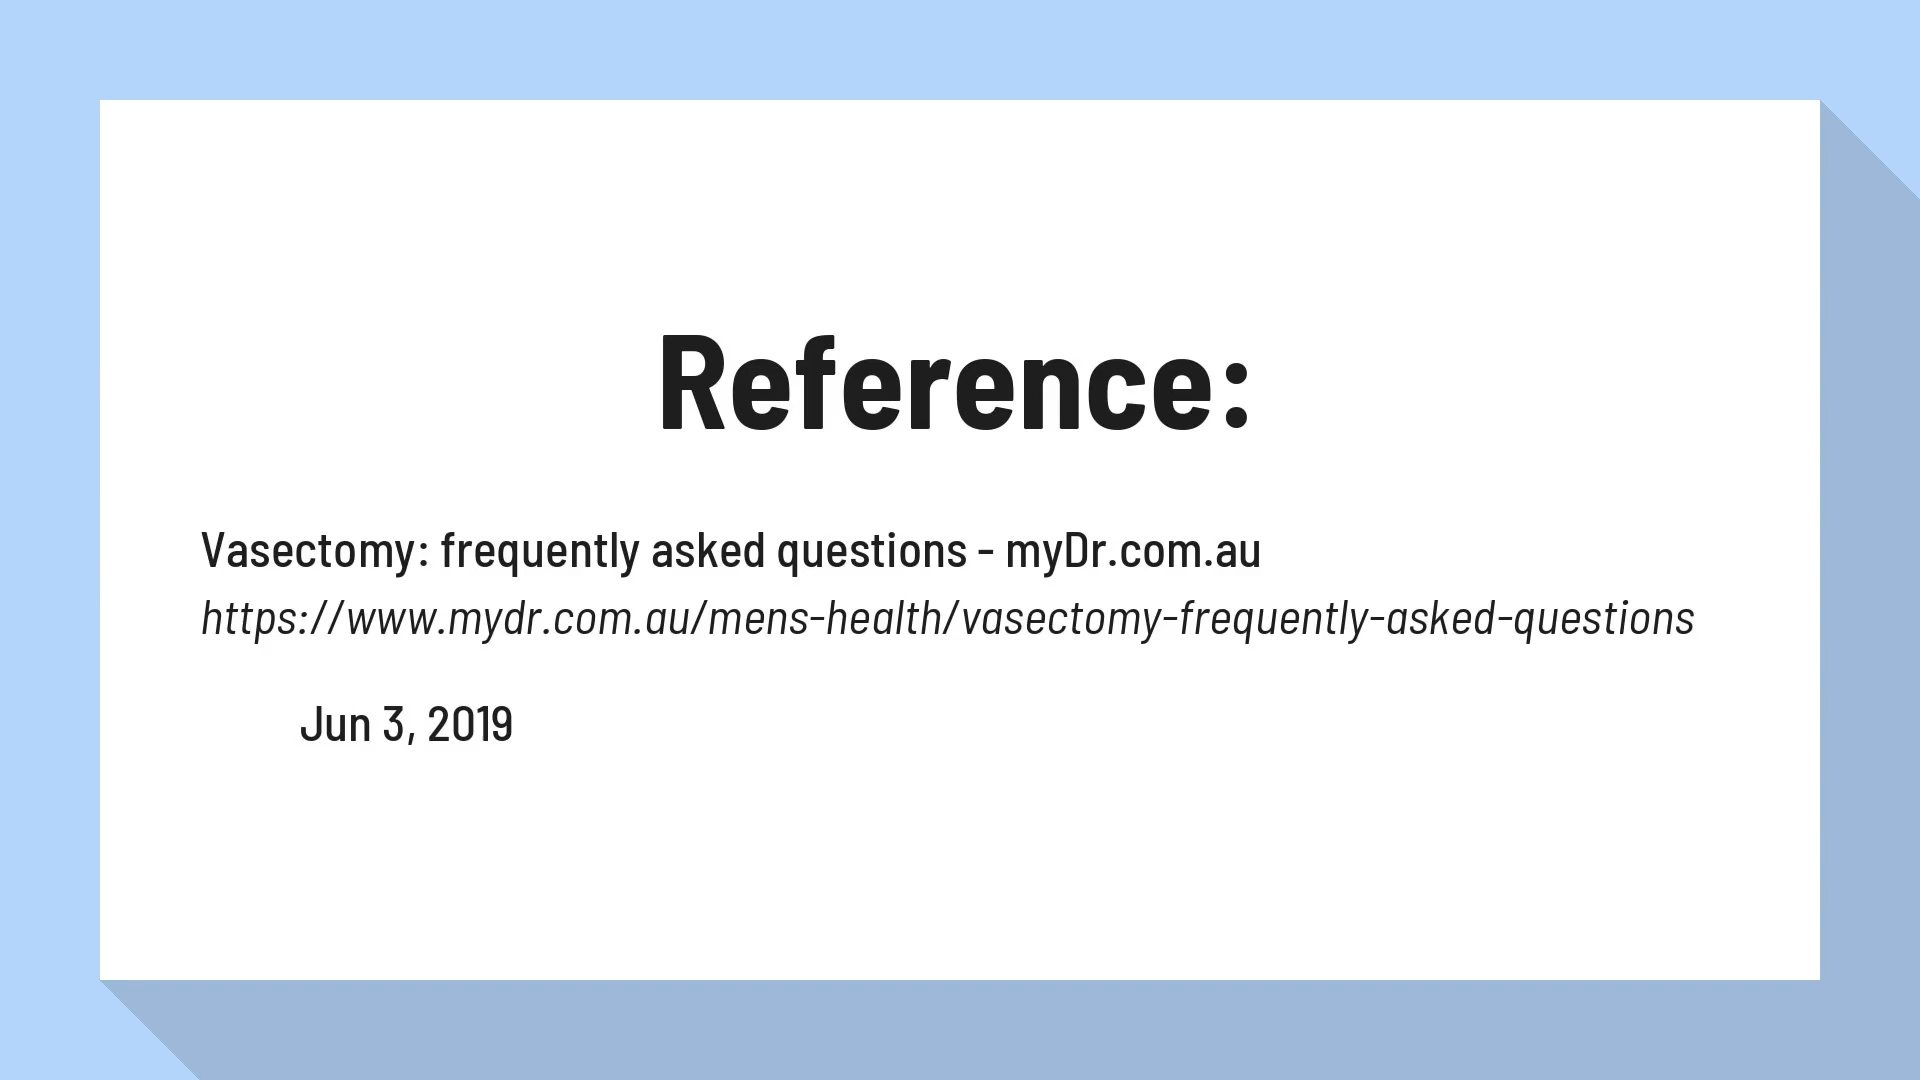 Reference:
Vasectomy: frequently asked questions - myDr.com.au
https://www.mydr.com.au/mens-health/vasectomy-frequently-asked-questions
Jun 3, 2019